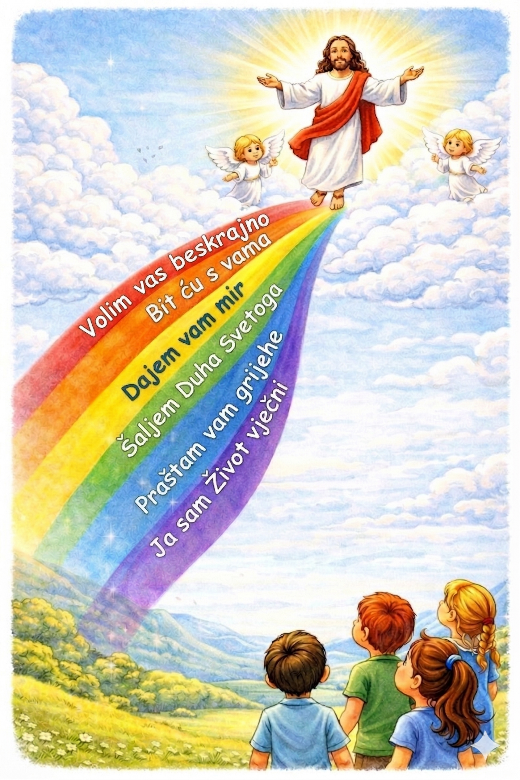 Volim vas beskrajno
Bit ću s vama
Dajem vam mir
Šaljem Duha Svetoga
Praštam vam grijehe
Ja sam Život vječni